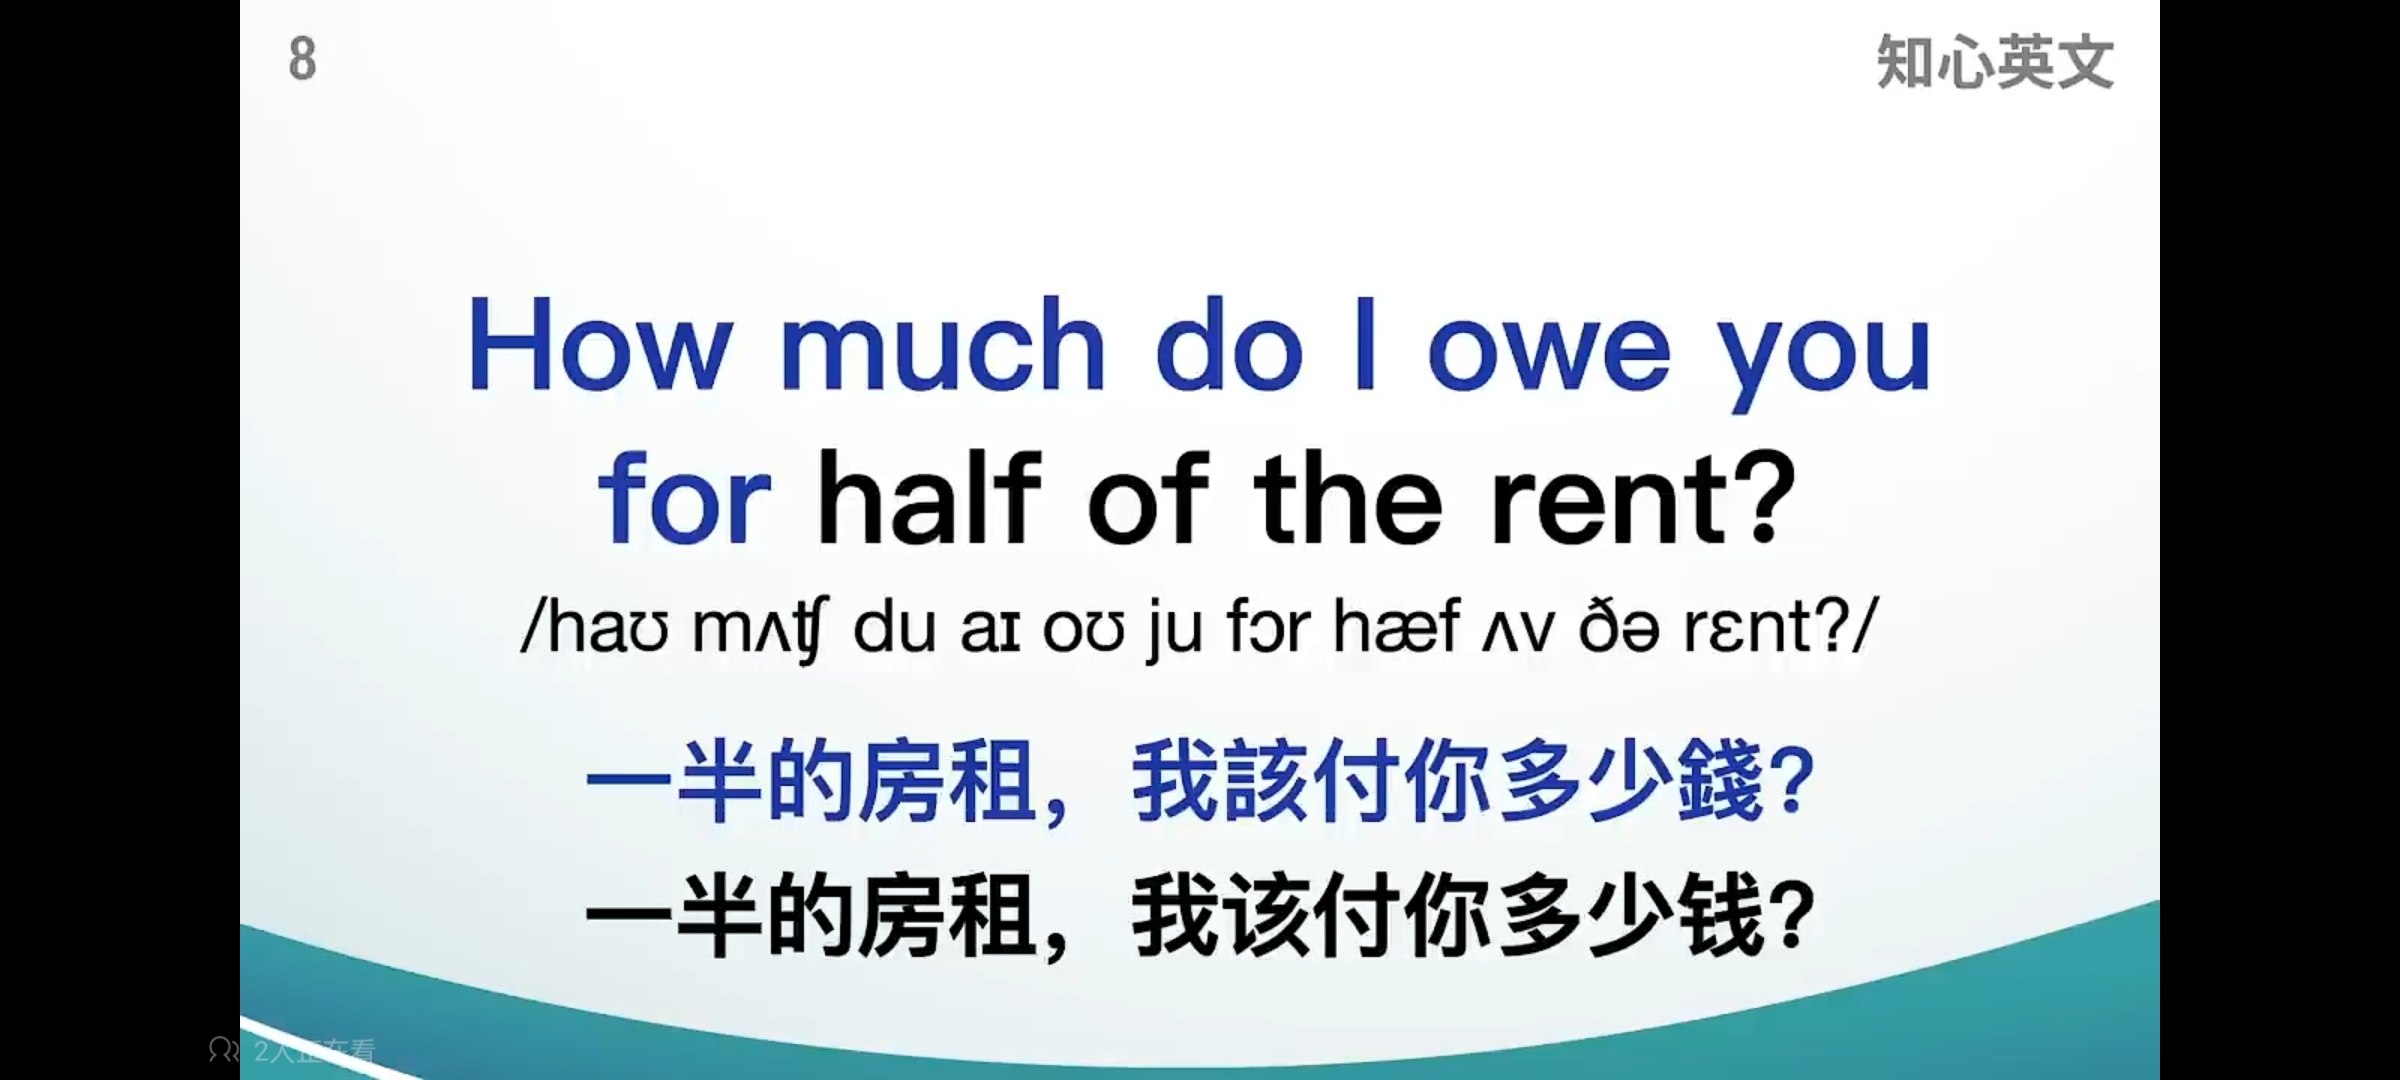 8
知心英文
How much do I owe you
for half of the rent?
/haʊ mʌʧ du aɪ oʊ ju fɔr hæf ʌv ðə rɛnt?/
一半的房租，我該付你多少錢？
一半的房租，我该付你多少钱？
2人正在看